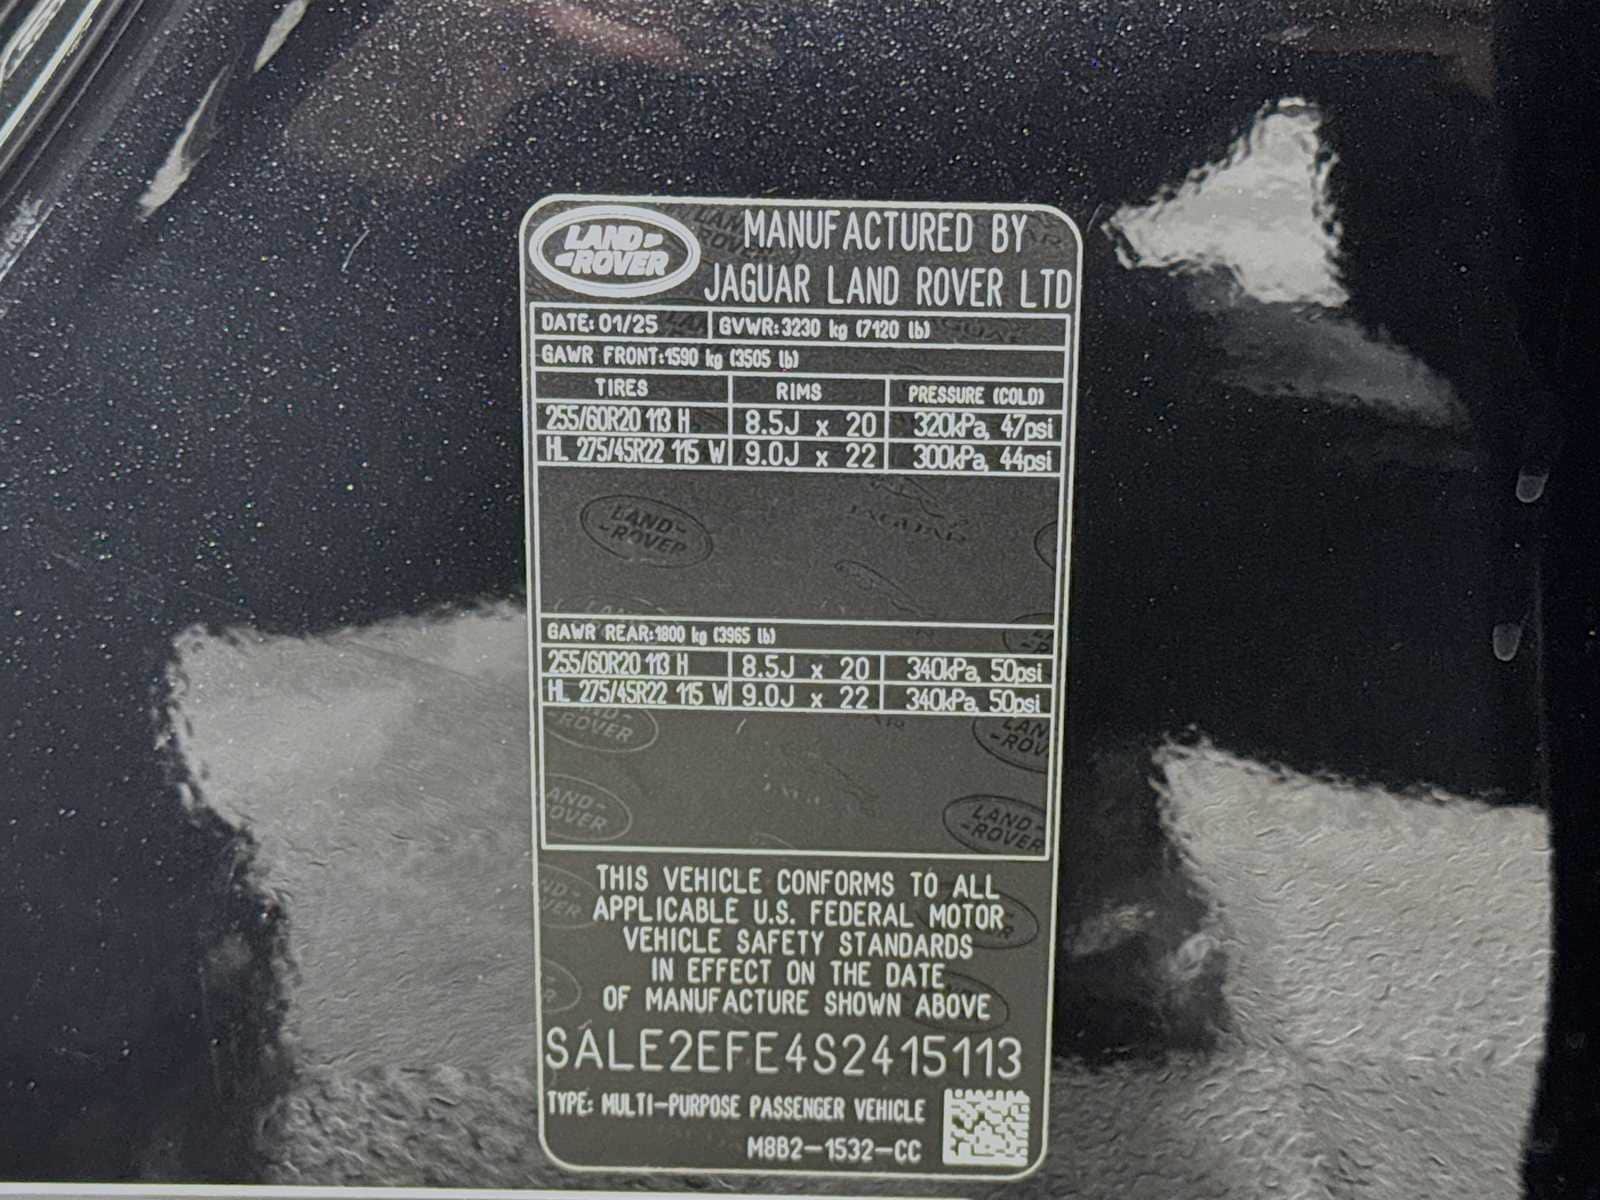 LAND
ROVER
MANUFACTURED BY
JAGUAR LAND ROVER LTD
DATE: 01/25 GVWR: 3230 kg (7120 lb)
GAWR FRONT: 1590 kg (3505 lb)
TIRES RIMS PRESSURE (COLD)
255/60R20 113 H 8.5J x 20 320kPa, 47psi
HL 275/45R22 115 W 9.0J x 22 300kPa, 44psi
GAWR REAR: 1800 kg (3965 lb)
255/60R20 113 H 8.5J x 20 340kPa, 50psi
HL 275/45R22 115 W 9.0J x 22 340kPa, 50psi
THIS VEHICLE CONFORMS TO ALL
APPLICABLE U.S. FEDERAL MOTOR
VEHICLE SAFETY STANDARDS
IN EFFECT ON THE DATE
OF MANUFACTURE SHOWN ABOVE
SALE2EFE4S2415113
TYPE: MULTI-PURPOSE PASSENGER VEHICLE
M8B2-1532-CC